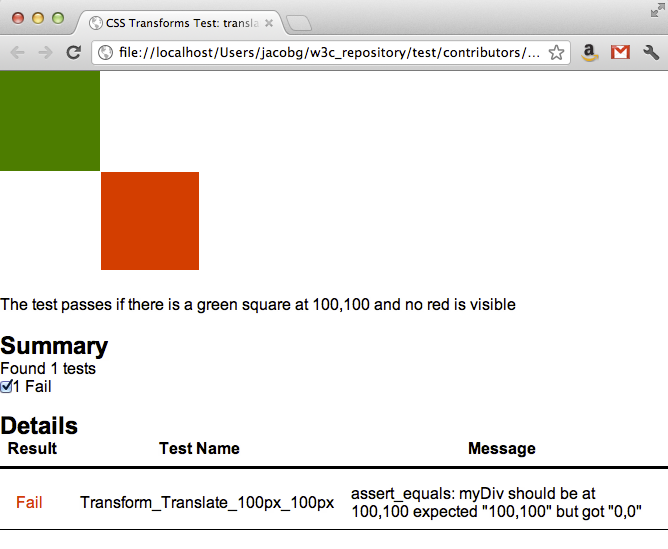 CSS Transforms Test: transla
file://localhost/Users/jacobg/w3c_repository/test/contributors/...
The test passes if there is a green square at 100,100 and no red is visible
Summary
Found 1 tests
1 Fail
Details
Result Test Name Message
Fail Transform_Translate_100px_100px assert_equals: myDiv should be at
100,100 expected "100,100" but got "0,0"